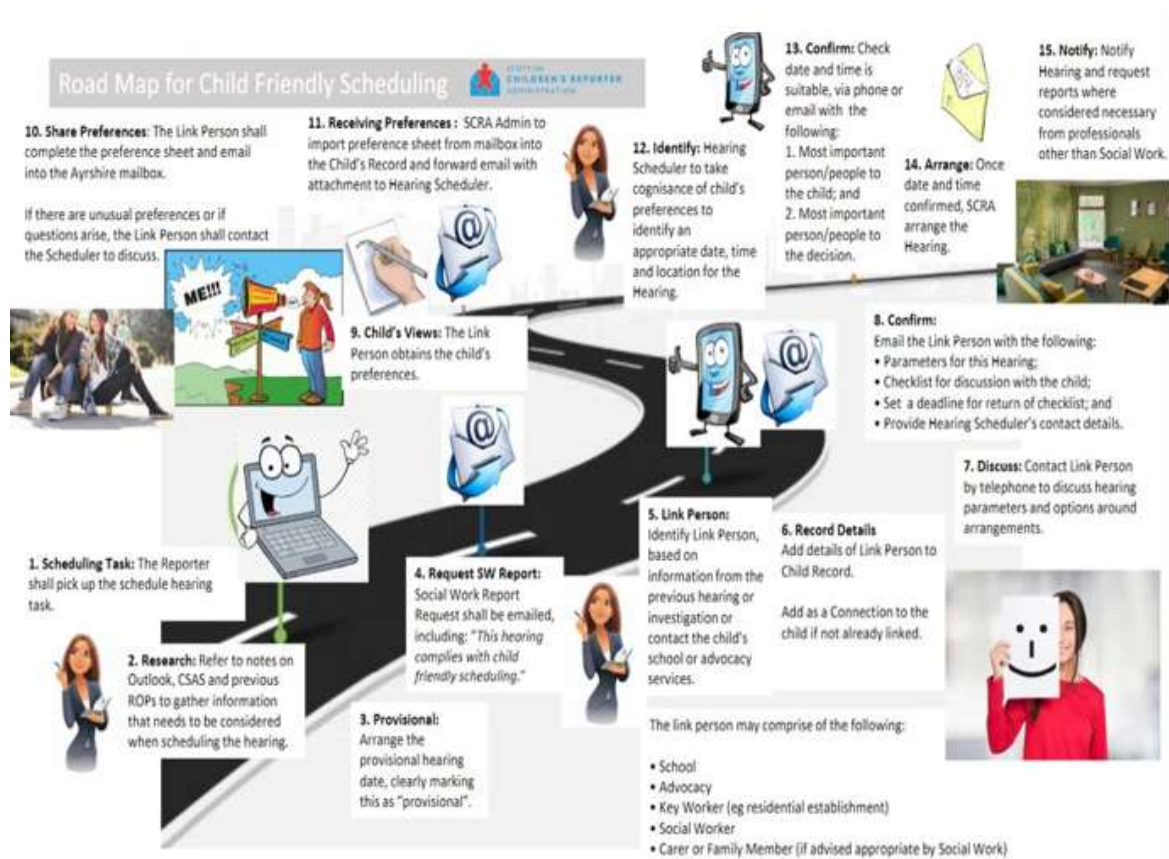 Road Map for Child Friendly Scheduling
SCOTTISH
CHILDREN'S REPORTER
ADMINISTRATION
1. Scheduling Task: The Reporter
shall pick up the schedule hearing
task.
2. Research: Refer to notes on
Outlook, CSAS and previous
ROPs to gather information
that needs to be considered
when scheduling the hearing.
3. Provisional:
Arrange the
provisional hearing
date, clearly marking
this as "provisional".
4. Request SW Report:
Social Work Report
Request shall be emailed,
including: "This hearing
complies with child
friendly scheduling."
5. Link Person:
Identify Link Person,
based on
information from the
previous hearing or
investigation or
contact the child's
school or advocacy
services.
6. Record Details
Add details of Link Person to
Child Record.
Add as a Connection to the
child if not already linked.
The link person may comprise of the following:
• School
• Advocacy
• Key Worker (eg residential establishment)
• Social Worker
• Carer or Family Member (if advised appropriate by Social Work)
7. Discuss: Contact Link Person
by telephone to discuss hearing
parameters and options around
arrangements.
8. Confirm:
Email the Link Person with the following:
• Parameters for this Hearing;
• Checklist for discussion with the child;
• Set a deadline for return of checklist; and
• Provide Hearing Scheduler's contact details.
9. Child's Views: The Link
Person obtains the child's
preferences.
ME!!!
@
@
@
10. Share Preferences: The Link Person shall
complete the preference sheet and email
into the Ayrshire mailbox.
If there are unusual preferences or if
questions arise, the Link Person shall contact
the Scheduler to discuss.
11. Receiving Preferences : SCRA Admin to
import preference sheet from mailbox into
the Child's Record and forward email with
attachment to Hearing Scheduler.
12. Identify: Hearing
Scheduler to take
cognisance of child's
preferences to
identify an
appropriate date, time
and location for the
Hearing.
13. Confirm: Check
date and time is
suitable, via phone or
email with the
following:
1. Most important
person/people to
the child; and
2. Most important
person/people to
the decision.
14. Arrange: Once
date and time
confirmed, SCRA
arrange the
Hearing.
15. Notify: Notify
Hearing and request
reports where
considered necessary
from professionals
other than Social Work.